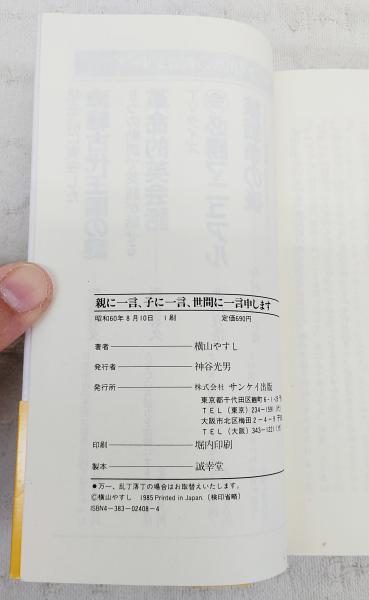 親に一言、子に一言、世間に一言申します
昭和60年8月10日 1刷 定価690円
著者 横山やすし
発行者 神谷光男
発行所 株式会社 サンケイ出版
東京都千代田区麹町6-1-25
TEL(東京)234-1591
大阪市北区梅田2-4-9
TEL(大阪)343-1221
印刷 堀内印刷
製本 誠幸堂
●万一、乱丁落丁の場合はお取替えいたします。
©横山やすし 1985 Printed in Japan.(検印省略)
ISBN4-383-02408-4